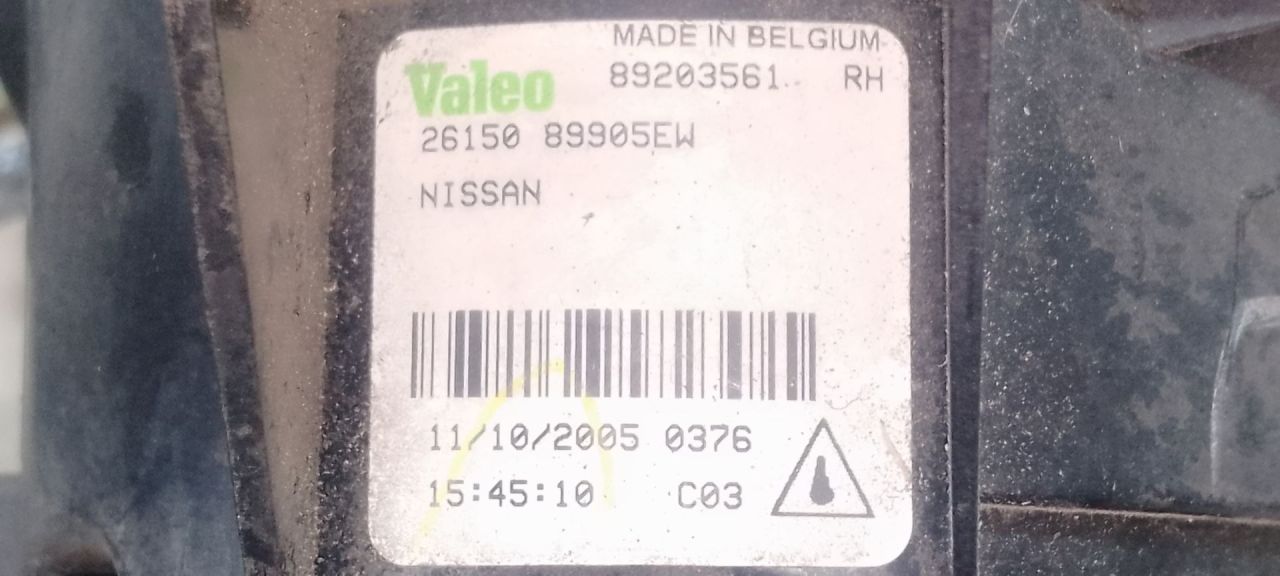 MADE IN BELGIUM
Valeo 89203561 RH
26150 89905EW
NISSAN
11/10/2005 0376
15:45:10 C03